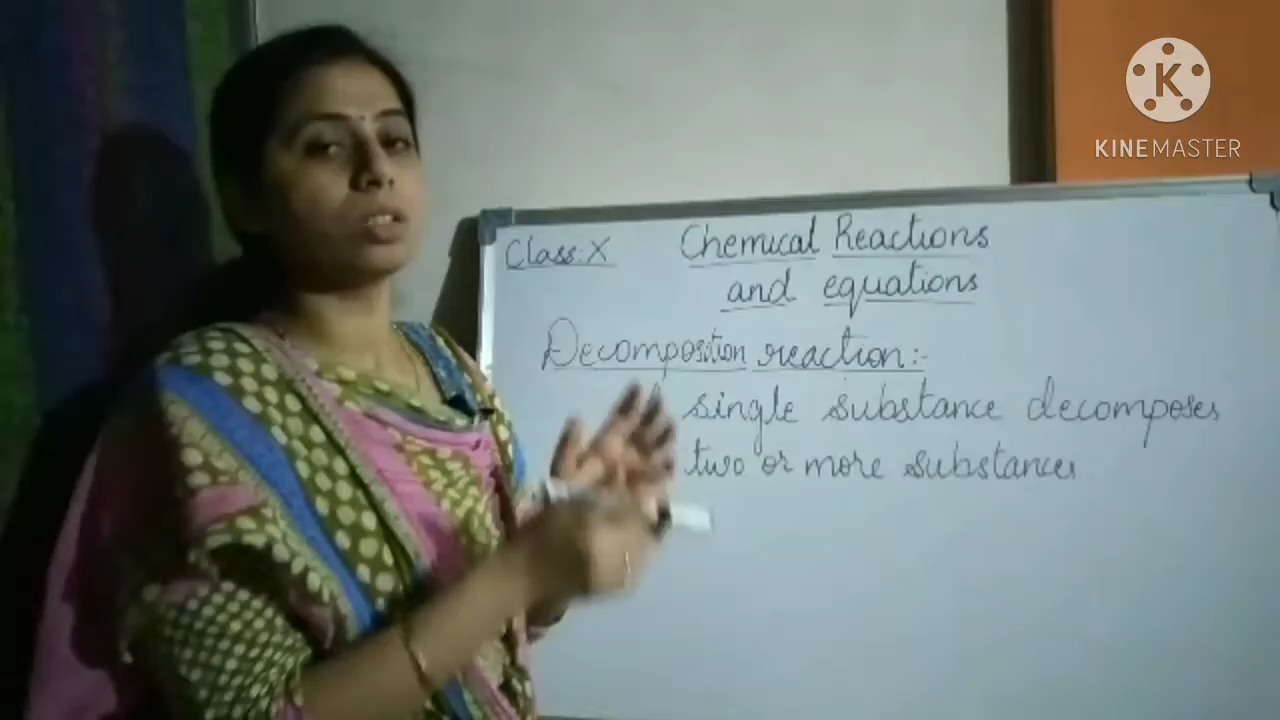 K
KINEMASTER
Class:X
Chemical Reactions
and equations
Decomposition reaction:-
single substance decomposes
two or more substances